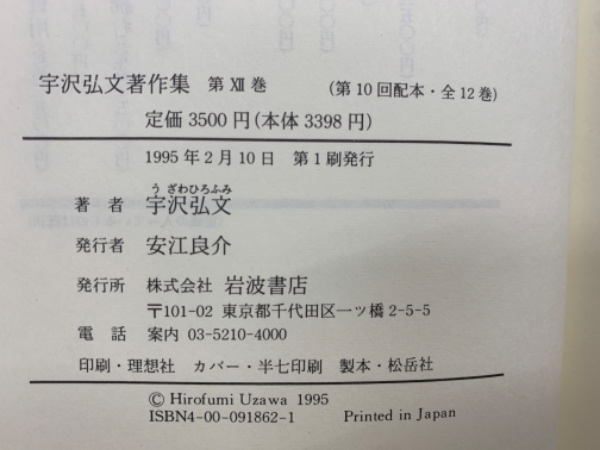 宇沢弘文著作集 第Ⅻ巻 (第10回配本・全12巻)
定価3500円(本体3398円)
1995年2月10日 第1刷発行
う ざわひろふみ
著者 宇沢弘文
発行者 安江良介
発行所 株式会社 岩波書店
〒101-02 東京都千代田区一ツ橋2-5-5
電話 案内 03-5210-4000
印刷・理想社 カバー・半七印刷 製本・松岳社
© Hirofumi Uzawa 1995
ISBN4-00-091862-1 Printed in Japan